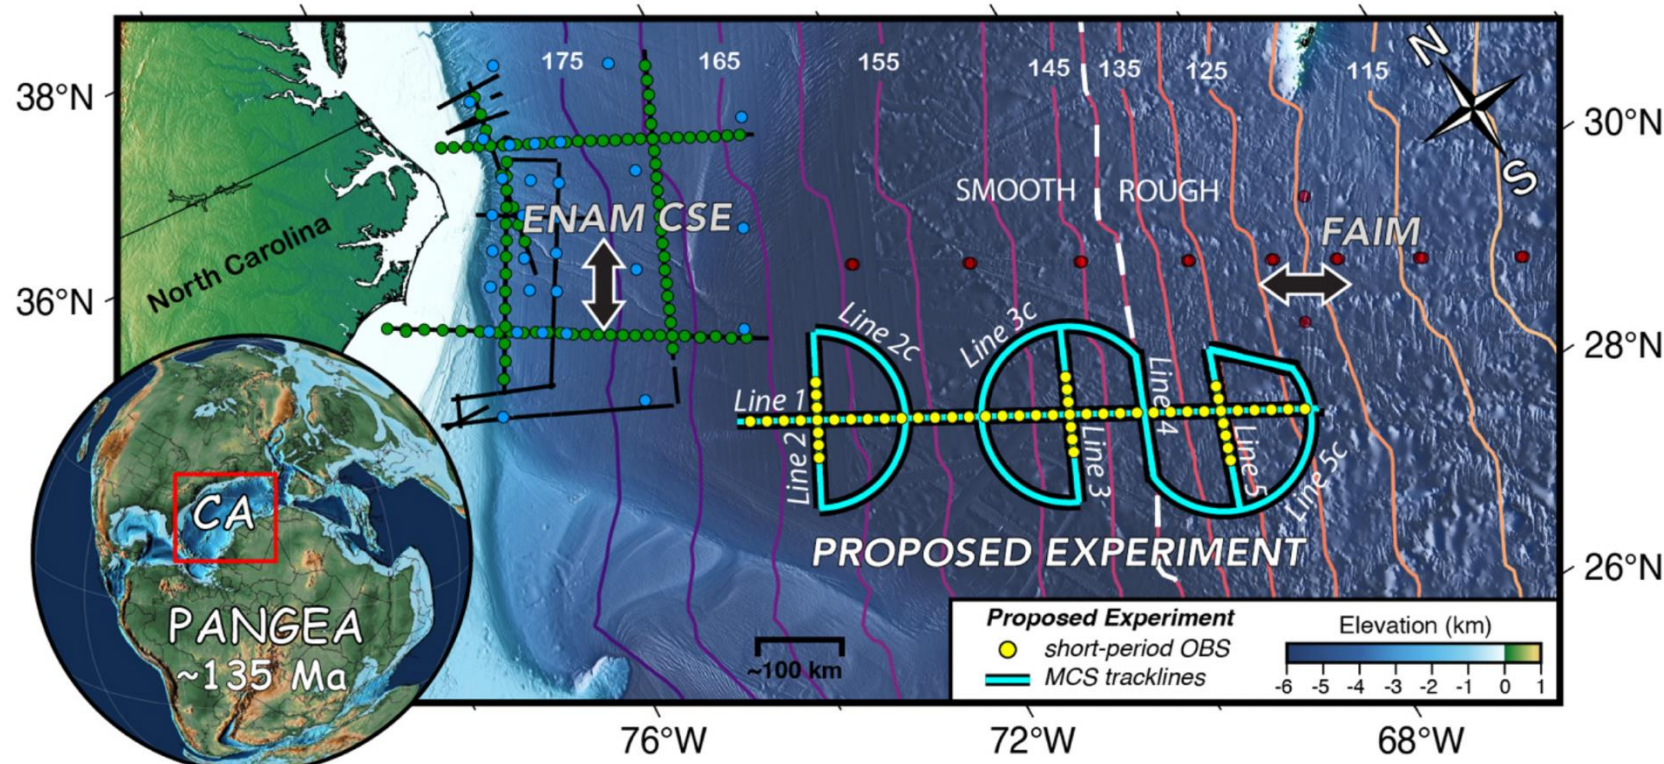 38°N
36°N
30°N
28°N
26°N
76°W
72°W
68°W
175
165
155
145
135
125
115
N
S
SMOOTH
ROUGH
ENAM CSE
FAIM
North Carolina
Line 1
Line 2
Line 2c
Line 3c
Line 3
Line 4
Line 5
Line 5c
PROPOSED EXPERIMENT
~100 km
CA
PANGEA
~135 Ma
Proposed Experiment
short-period OBS
MCS tracklines
Elevation (km)
-6 -5 -4 -3 -2 -1 0 1